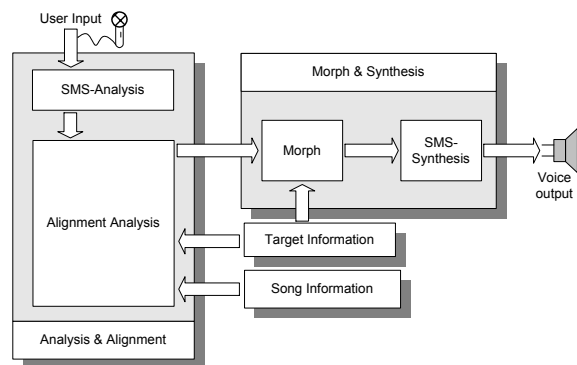 User Input
SMS-Analysis
Alignment Analysis
Analysis & Alignment
Morph & Synthesis
Morph
SMS-
Synthesis
Voice
output
Target Information
Song Information